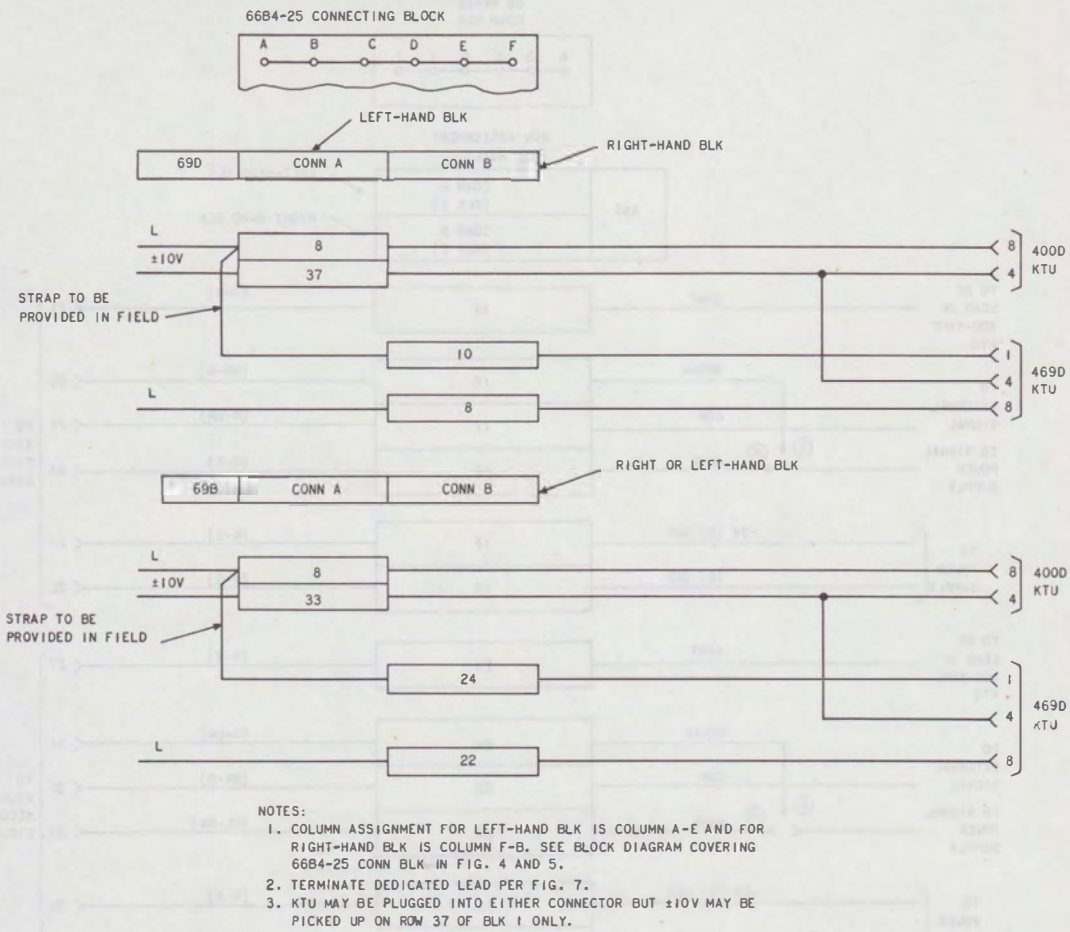 66B4-25 CONNECTING BLOCK
A B C D E F
LEFT-HAND BLK
69D CONN A CONN B
RIGHT-HAND BLK
L
±10V
8
37
8
4
400D
KTU
STRAP TO BE
PROVIDED IN FIELD
10
1
4
8
469D
KTU
L
8
RIGHT OR LEFT-HAND BLK
69B CONN A CONN B
L
±10V
8
33
8
4
400D
KTU
STRAP TO BE
PROVIDED IN FIELD
24
1
4
8
469D
KTU
L
22
NOTES:
1. COLUMN ASSIGNMENT FOR LEFT-HAND BLK IS COLUMN A-E AND FOR
RIGHT-HAND BLK IS COLUMN F-B. SEE BLOCK DIAGRAM COVERING
66B4-25 CONN BLK IN FIG. 4 AND 5.
2. TERMINATE DEDICATED LEAD PER FIG. 7.
3. KTU MAY BE PLUGGED INTO EITHER CONNECTOR BUT ±10V MAY BE
PICKED UP ON ROW 37 OF BLK 1 ONLY.